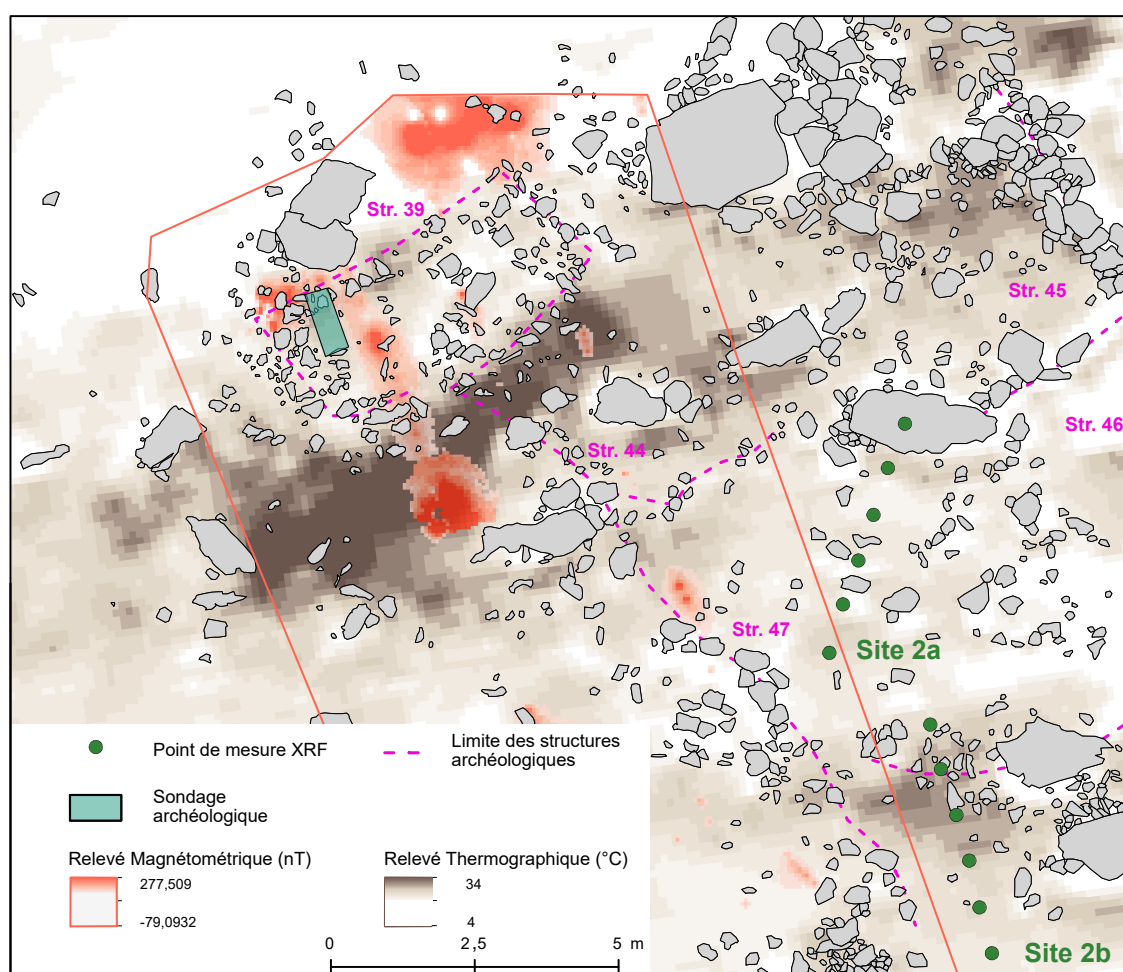 Str. 39
Str. 45
Str. 46
Str. 44
Str. 47
Site 2a
Site 2b
Point de mesure XRF
Limite des structures
archéologiques
Sondage
archéologique
Relevé Magnétométrique (nT)
277,509
-79,0932
Relevé Thermographique (°C)
34
4
0 2,5 5 m